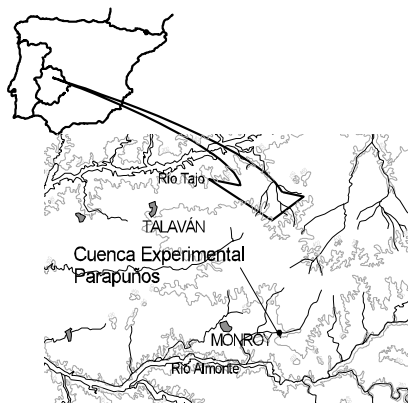 Río Tajo
TALAVÁN
Cuenca Experimental
Parapuños
MONROY
Río Almonte